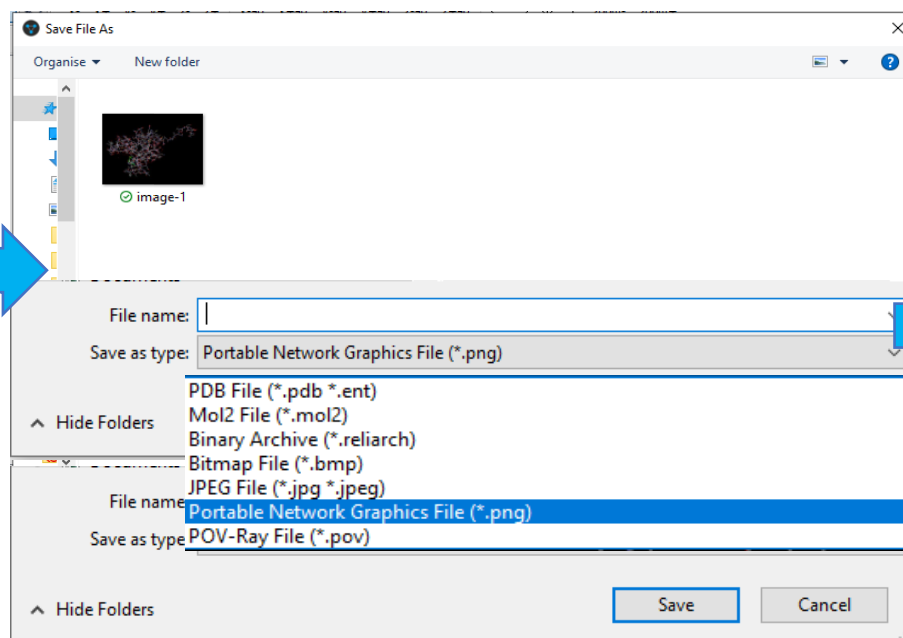 Save File As
Organise
New folder
image-1
File name:
Save as type: Portable Network Graphics File (*.png)
PDB File (*.pdb *.ent)
Mol2 File (*.mol2)
Hide Folders
Binary Archive (*.reliarch)
Bitmap File (*.bmp)
JPEG File (*.jpg *.jpeg)
File name
Portable Network Graphics File (*.png)
Save as type
POV-Ray File (*.pov)
Hide Folders
Save
Cancel